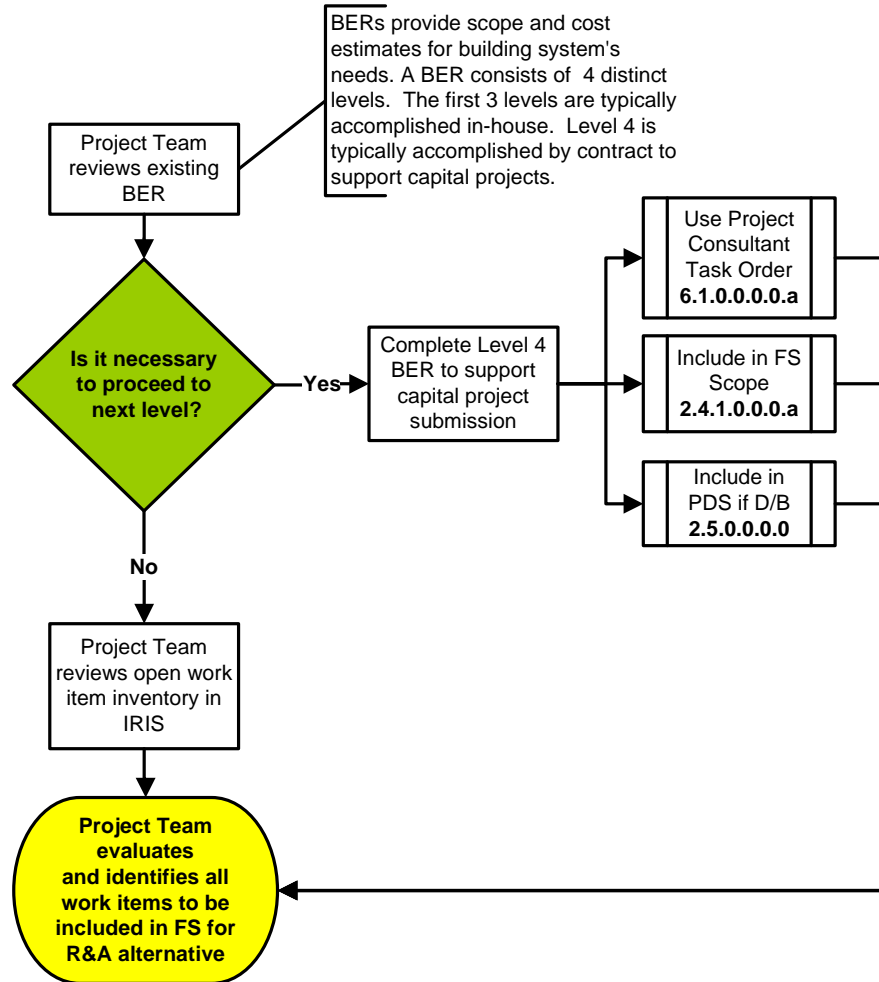 BERs provide scope and cost
estimates for building system's
needs. A BER consists of 4 distinct
levels. The first 3 levels are typically
accomplished in-house. Level 4 is
typically accomplished by contract to
support capital projects.
Project Team
reviews existing
BER
Is it necessary
to proceed to
next level?
Yes
Complete Level 4
BER to support
capital project
submission
Use Project
Consultant
Task Order
6.1.0.0.0.0.a
Include in FS
Scope
2.4.1.0.0.0.a
Include in
PDS if D/B
2.5.0.0.0.0
No
Project Team
reviews open work
item inventory in
IRIS
Project Team
evaluates
and identifies all
work items to be
included in FS for
R&A alternative